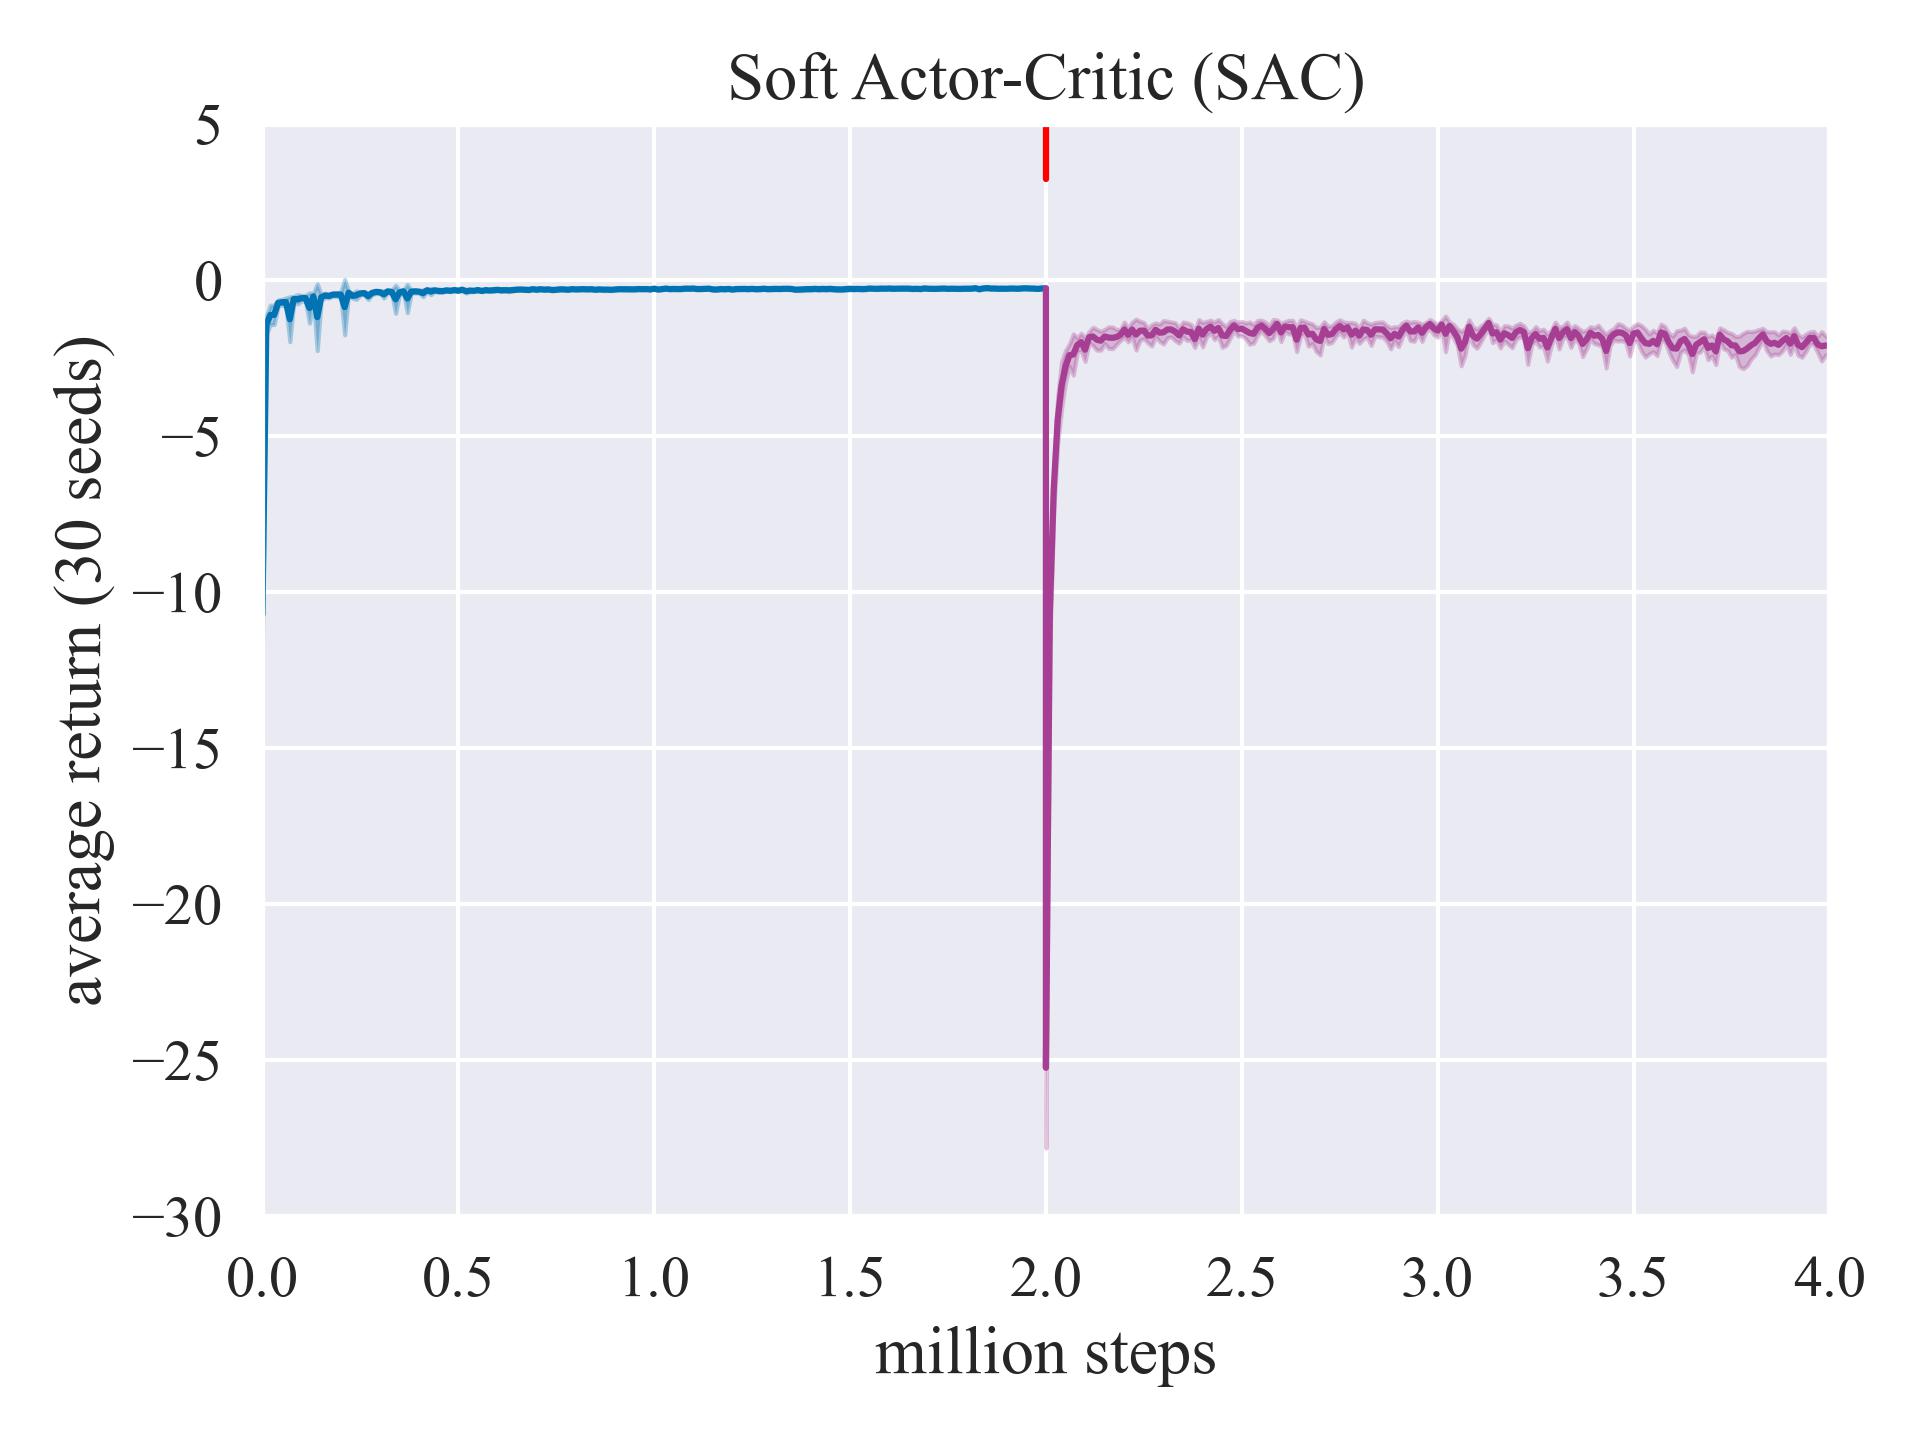 Soft Actor-Critic (SAC)
5
0
−5
−10
−15
−20
−25
−30
average return (30 seeds)
0.0 0.5 1.0 1.5 2.0 2.5 3.0 3.5 4.0
million steps